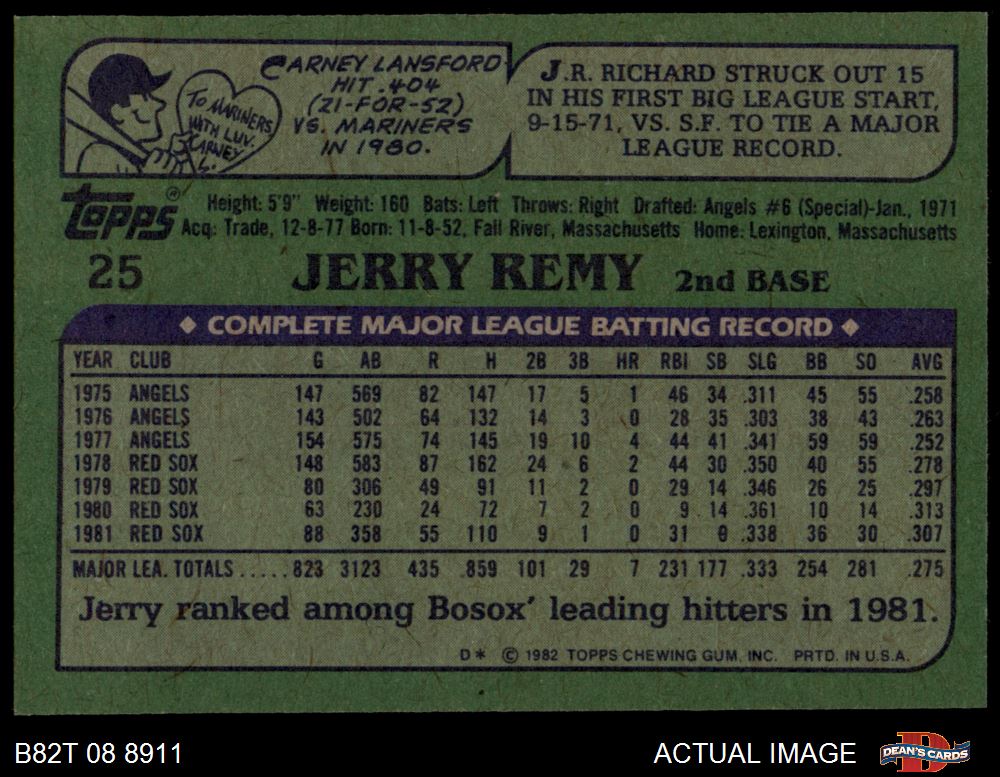 CARNEY LANSFORD
HIT .404
(21-FOR-52)
VS. MARINERS
IN 1980.
TO MARINERS
WITH LUV.
CARNEY
L.
J.R. RICHARD STRUCK OUT 15
IN HIS FIRST BIG LEAGUE START,
9-15-71, VS. S.F. TO TIE A MAJOR
LEAGUE RECORD.
Topps®
Height: 5'9" Weight: 160 Bats: Left Throws: Right Drafted: Angels #6 (Special)-Jan., 1971
Acq: Trade, 12-8-77 Born: 11-8-52, Fall River, Massachusetts Home: Lexington, Massachusetts
25 JERRY REMY 2nd BASE
◆ COMPLETE MAJOR LEAGUE BATTING RECORD ◆
YEAR CLUB G AB R H 2B 3B HR RBI SB SLG BB SO AVG
1975 ANGELS 147 569 82 147 17 5 1 46 34 .311 45 55 .258
1976 ANGELS 143 502 64 132 14 3 0 28 35 .303 38 43 .263
1977 ANGELS 154 575 74 145 19 10 4 44 41 .341 59 59 .252
1978 RED SOX 148 583 87 162 24 6 2 44 30 .350 40 55 .278
1979 RED SOX 80 306 49 91 11 2 0 29 14 .346 26 25 .297
1980 RED SOX 63 230 24 72 7 2 0 9 14 .361 10 14 .313
1981 RED SOX 88 358 55 110 9 1 0 31 9 .338 36 30 .307
MAJOR LEA. TOTALS.....823 3123 435 859 101 29 7 231 177 .333 254 281 .275
Jerry ranked among Bosox' leading hitters in 1981.
D* © 1982 TOPPS CHEWING GUM, INC. PRTD. IN U.S.A.
B82T 08 8911
ACTUAL IMAGE
D
DEAN'S CARDS